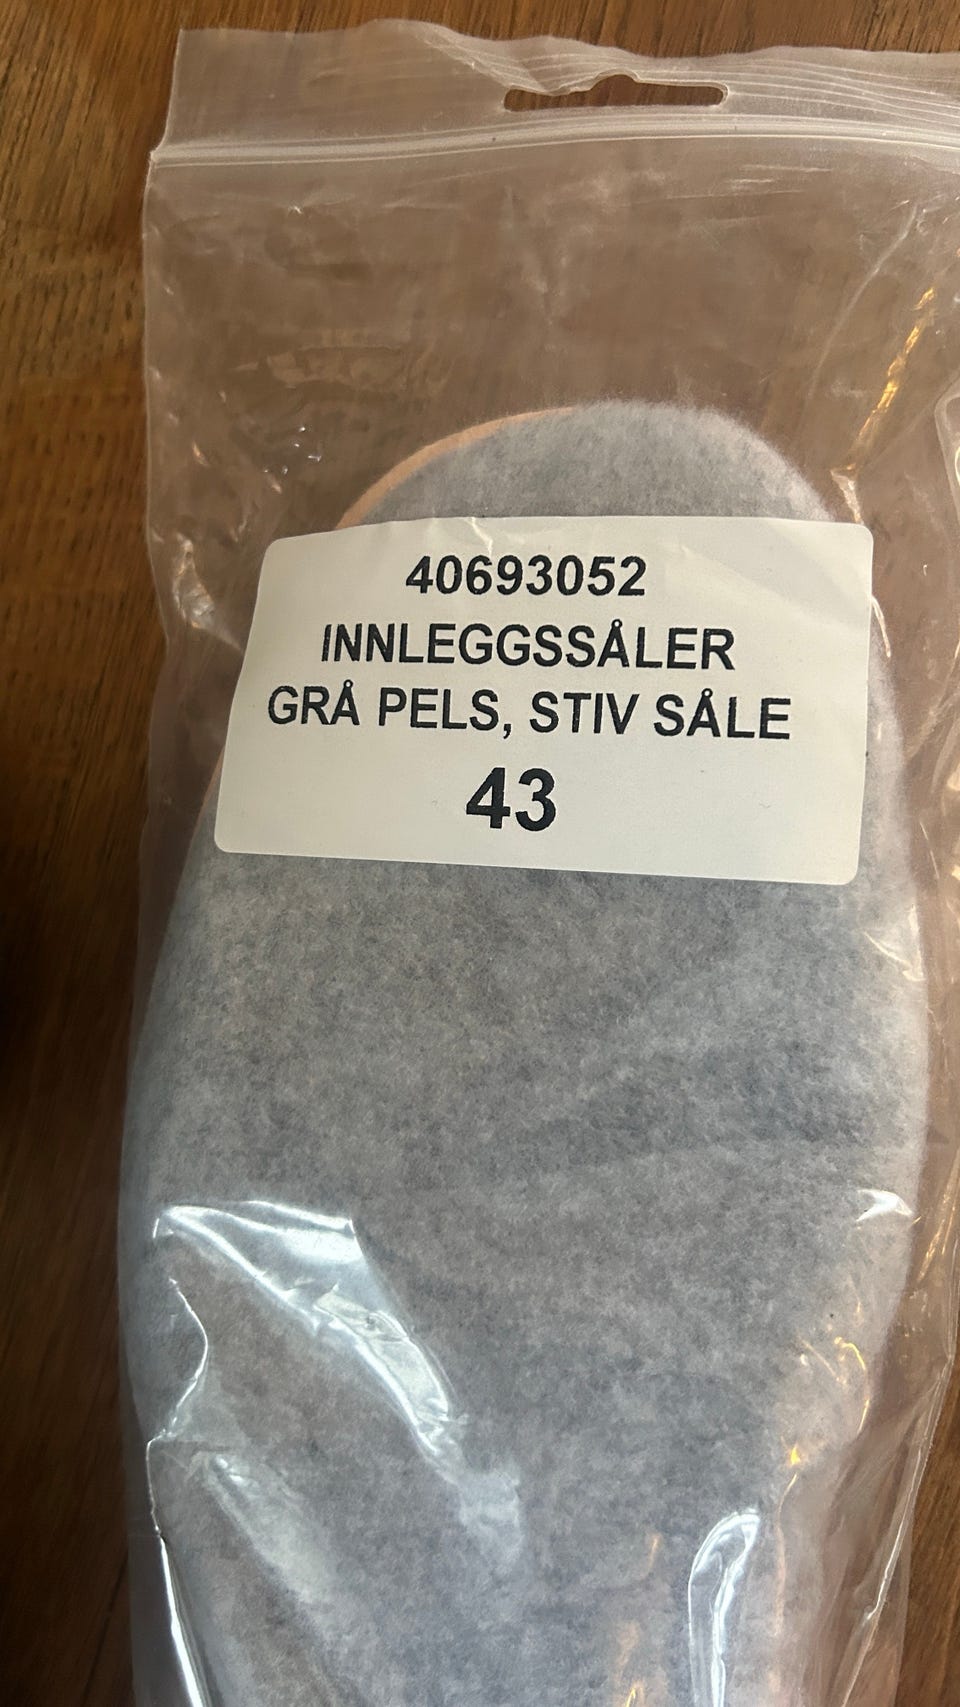 40693052
INNLEGGSSÅLER
GRÅ PELS, STIV SÅLE
43